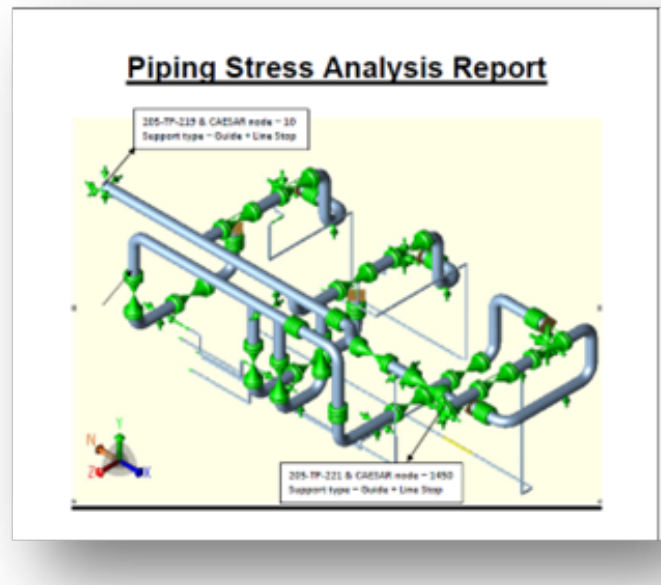 Piping Stress Analysis Report
205-TP-219 & CAESAR node – 10
Support type – Guide + Line Stop
N
Y
Z
X
205-TP-221 & CAESAR node – 1490
Support type – Guide + Line Stop